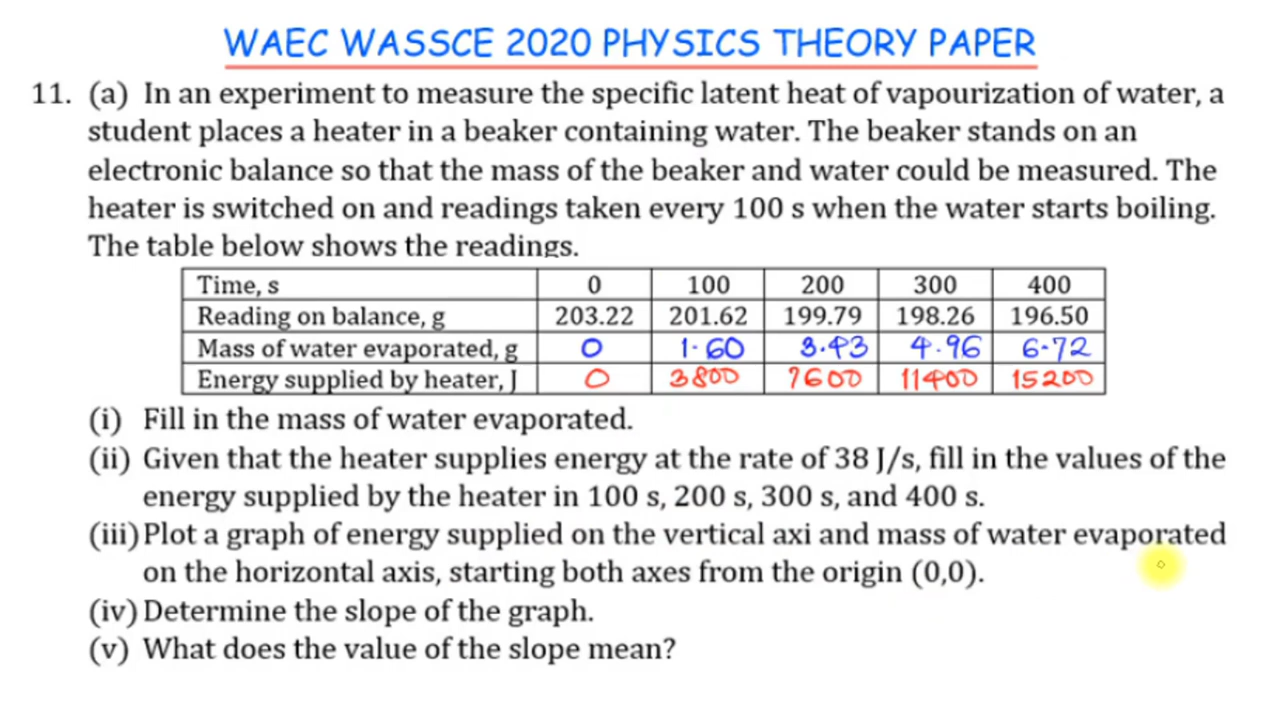 WAEC WASSCE 2020 PHYSICS THEORY PAPER
11. (a) In an experiment to measure the specific latent heat of vapourization of water, a
student places a heater in a beaker containing water. The beaker stands on an
electronic balance so that the mass of the beaker and water could be measured. The
heater is switched on and readings taken every 100 s when the water starts boiling.
The table below shows the readings.
Time, s 0 100 200 300 400
Reading on balance, g 203.22 201.62 199.79 198.26 196.50
Mass of water evaporated, g 0 1.60 3.43 4.96 6.72
Energy supplied by heater, J 0 3800 7600 11400 15200
(i) Fill in the mass of water evaporated.
(ii) Given that the heater supplies energy at the rate of 38 J/s, fill in the values of the
energy supplied by the heater in 100 s, 200 s, 300 s, and 400 s.
(iii) Plot a graph of energy supplied on the vertical axi and mass of water evaporated
on the horizontal axis, starting both axes from the origin (0,0).
(iv) Determine the slope of the graph.
(v) What does the value of the slope mean?